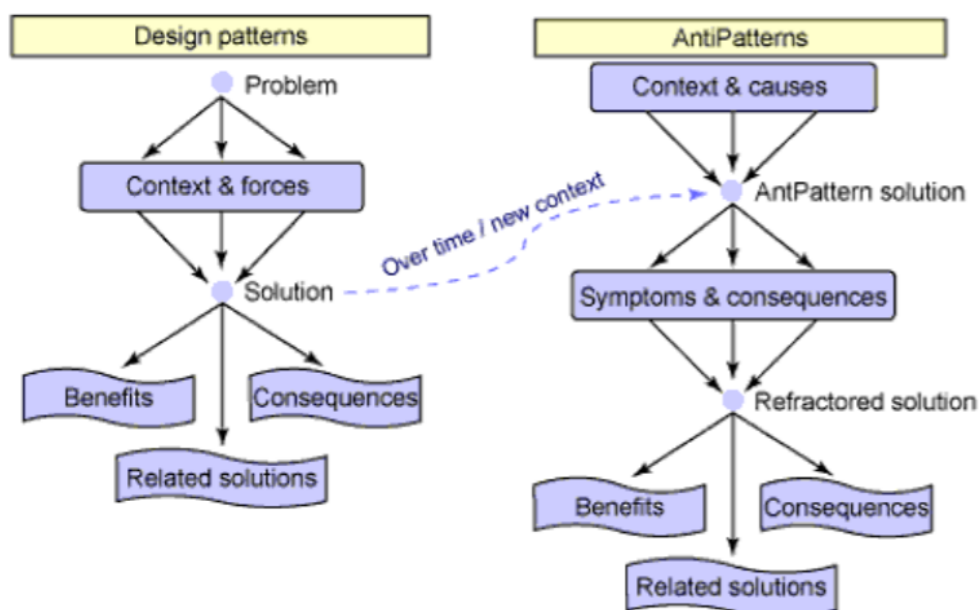 Design patterns
Problem
Context & forces
Solution
Benefits
Consequences
Related solutions
Over time / new context
AntiPatterns
Context & causes
AntPattern solution
Symptoms & consequences
Refractored solution
Benefits
Consequences
Related solutions